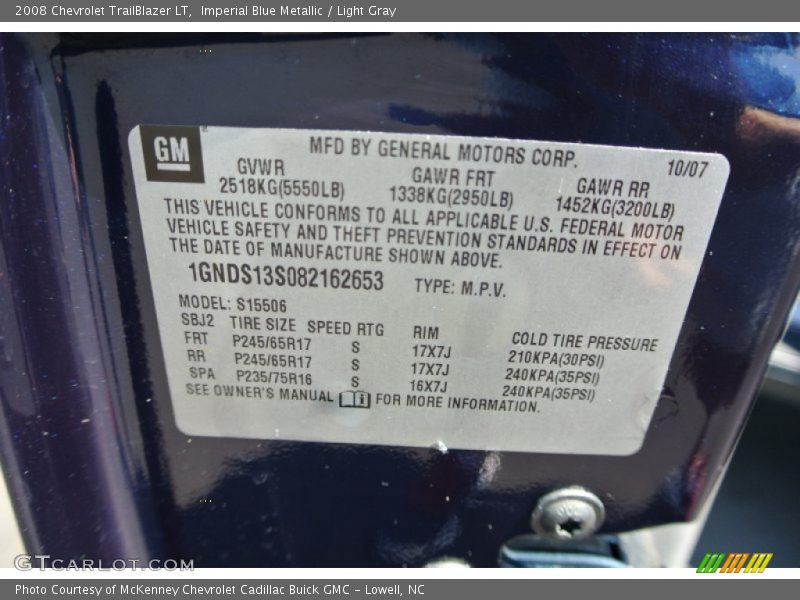 2008 Chevrolet TrailBlazer LT,  Imperial Blue Metallic / Light Gray
GM
MFD BY GENERAL MOTORS CORP.
10/07
GVWR GAWR FRT GAWR RR
2518KG(5550LB) 1338KG(2950LB) 1452KG(3200LB)
THIS VEHICLE CONFORMS TO ALL APPLICABLE U.S. FEDERAL MOTOR
VEHICLE SAFETY AND THEFT PREVENTION STANDARDS IN EFFECT ON
THE DATE OF MANUFACTURE SHOWN ABOVE.
1GNDS13S082162653 TYPE: M.P.V.
MODEL: S15506
SBJ2 TIRE SIZE SPEED RTG RIM COLD TIRE PRESSURE
FRT P245/65R17 S 17X7J 210KPA(30PSI)
RR P245/65R17 S 17X7J 240KPA(35PSI)
SPA P235/75R16 S 16X7J 240KPA(35PSI)
SEE OWNER'S MANUAL FOR MORE INFORMATION.
GTcarlot.com
Photo Courtesy of McKenney Chevrolet Cadillac Buick GMC - Lowell, NC